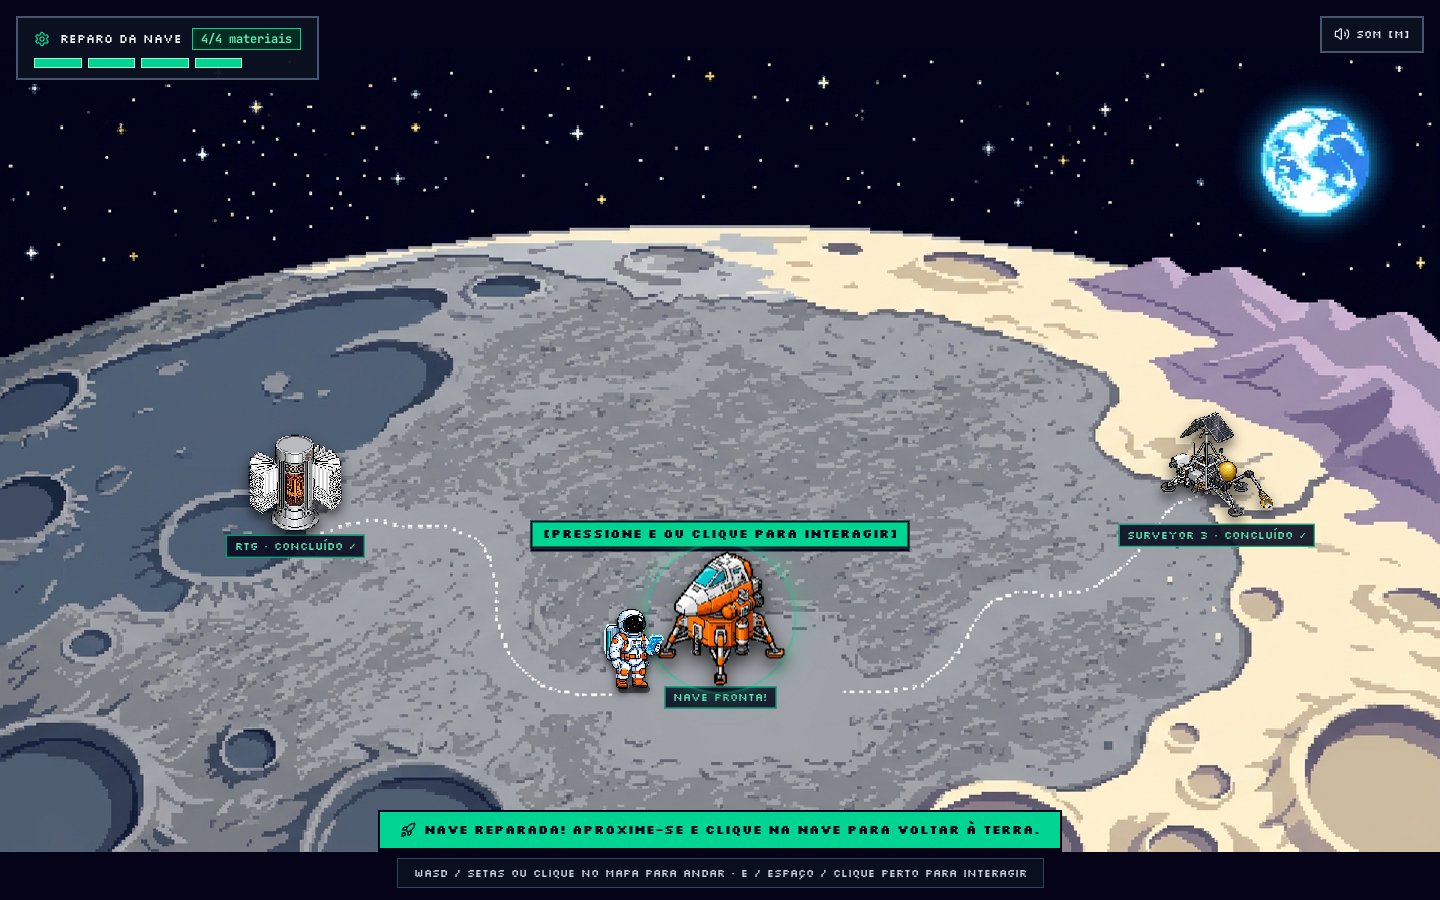 REPARO DA NAVE 4/4 materiais
SOM [M]
RTG · CONCLUÍDO ✓
[PRESSIONE E OU CLIQUE PARA INTERAGIR]
SURVEYOR 3 · CONCLUÍDO ✓
NAVE PRONTA!
NAVE REPARADA! APROXIME-SE E CLIQUE NA NAVE PARA VOLTAR À TERRA.
WASD / SETAS OU CLIQUE NO MAPA PARA ANDAR · E / ESPAÇO / CLIQUE PERTO PARA INTERAGIR